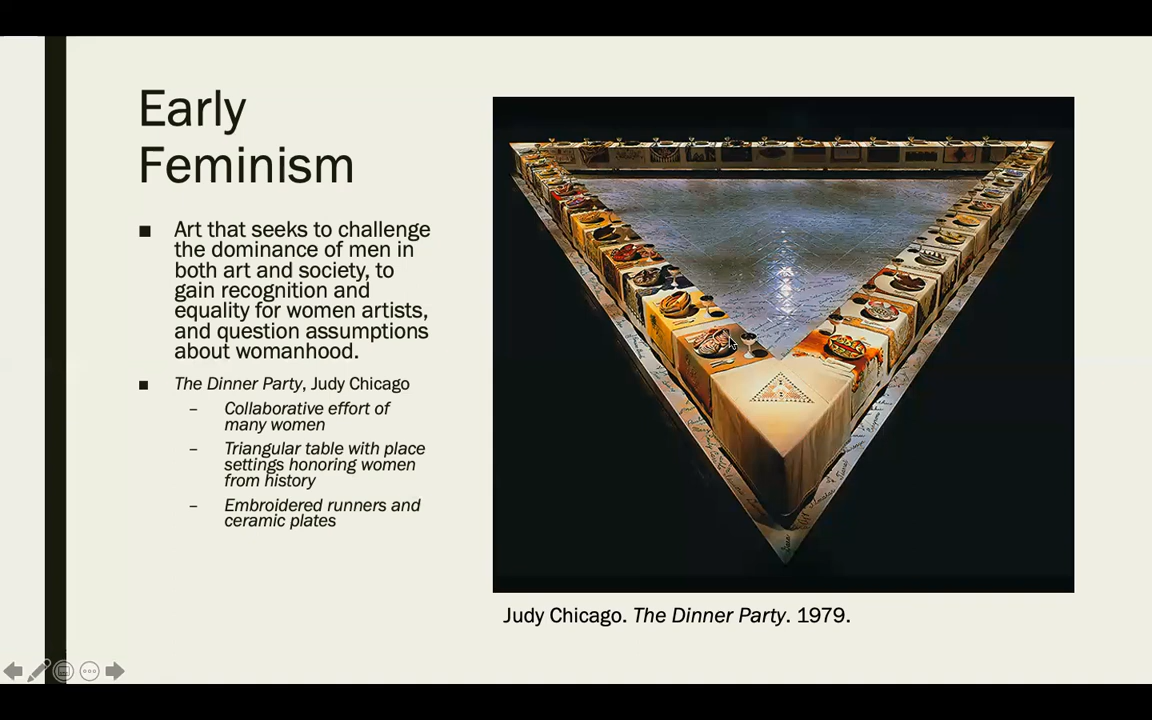 Early
Feminism
■ Art that seeks to challenge
the dominance of men in
both art and society, to
gain recognition and
equality for women artists,
and question assumptions
about womanhood.
■ The Dinner Party, Judy Chicago
– Collaborative effort of
many women
– Triangular table with place
settings honoring women
from history
– Embroidered runners and
ceramic plates
Judy Chicago. The Dinner Party. 1979.